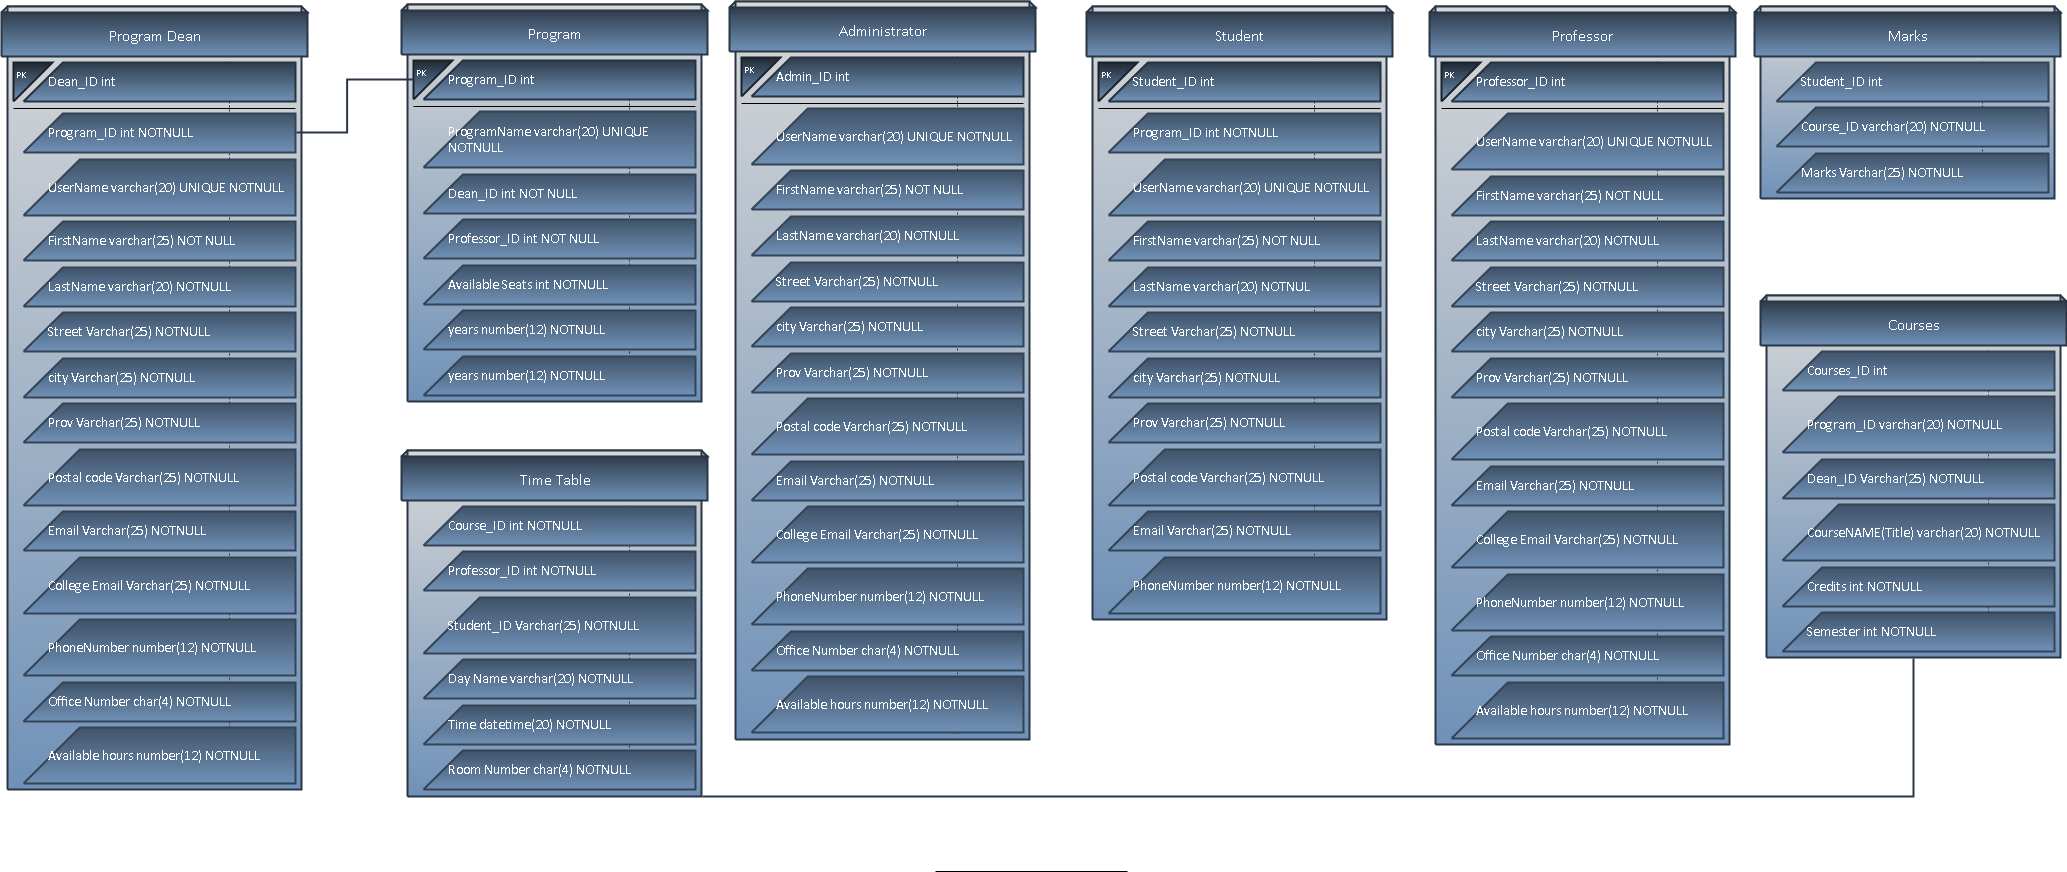 Program Dean
PK
Dean_ID int
Program_ID int NOTNULL
UserName varchar(20) UNIQUE NOTNULL
FirstName varchar(25) NOT NULL
LastName varchar(20) NOTNULL
Street Varchar(25) NOTNULL
city Varchar(25) NOTNULL
Prov Varchar(25) NOTNULL
Postal code Varchar(25) NOTNULL
Email Varchar(25) NOTNULL
College Email Varchar(25) NOTNULL
PhoneNumber number(12) NOTNULL
Office Number char(4) NOTNULL
Available hours number(12) NOTNULL
Program
PK
Program_ID int
ProgramName varchar(20) UNIQUE
NOTNULL
Dean_ID int NOT NULL
Professor_ID int NOT NULL
Available Seats int NOTNULL
years number(12) NOTNULL
years number(12) NOTNULL
Time Table
Course_ID int NOTNULL
Professor_ID int NOTNULL
Student_ID Varchar(25) NOTNULL
Day Name varchar(20) NOTNULL
Time datetime(20) NOTNULL
Room Number char(4) NOTNULL
Administrator
PK
Admin_ID int
UserName varchar(20) UNIQUE NOTNULL
FirstName varchar(25) NOT NULL
LastName varchar(20) NOTNULL
Street Varchar(25) NOTNULL
city Varchar(25) NOTNULL
Prov Varchar(25) NOTNULL
Postal code Varchar(25) NOTNULL
Email Varchar(25) NOTNULL
College Email Varchar(25) NOTNULL
PhoneNumber number(12) NOTNULL
Office Number char(4) NOTNULL
Available hours number(12) NOTNULL
Student
PK
Student_ID int
Program_ID int NOTNULL
UserName varchar(20) UNIQUE NOTNULL
FirstName varchar(25) NOT NULL
LastName varchar(20) NOTNUL
Street Varchar(25) NOTNULL
city Varchar(25) NOTNULL
Prov Varchar(25) NOTNULL
Postal code Varchar(25) NOTNULL
Email Varchar(25) NOTNULL
PhoneNumber number(12) NOTNULL
Professor
PK
Professor_ID int
UserName varchar(20) UNIQUE NOTNULL
FirstName varchar(25) NOT NULL
LastName varchar(20) NOTNULL
Street Varchar(25) NOTNULL
city Varchar(25) NOTNULL
Prov Varchar(25) NOTNULL
Postal code Varchar(25) NOTNULL
Email Varchar(25) NOTNULL
College Email Varchar(25) NOTNULL
PhoneNumber number(12) NOTNULL
Office Number char(4) NOTNULL
Available hours number(12) NOTNULL
Marks
Student_ID int
Course_ID varchar(20) NOTNULL
Marks Varchar(25) NOTNULL
Courses
Courses_ID int
Program_ID varchar(20) NOTNULL
Dean_ID Varchar(25) NOTNULL
CourseNAME(Title) varchar(20) NOTNULL
Credits int NOTNULL
Semester int NOTNULL